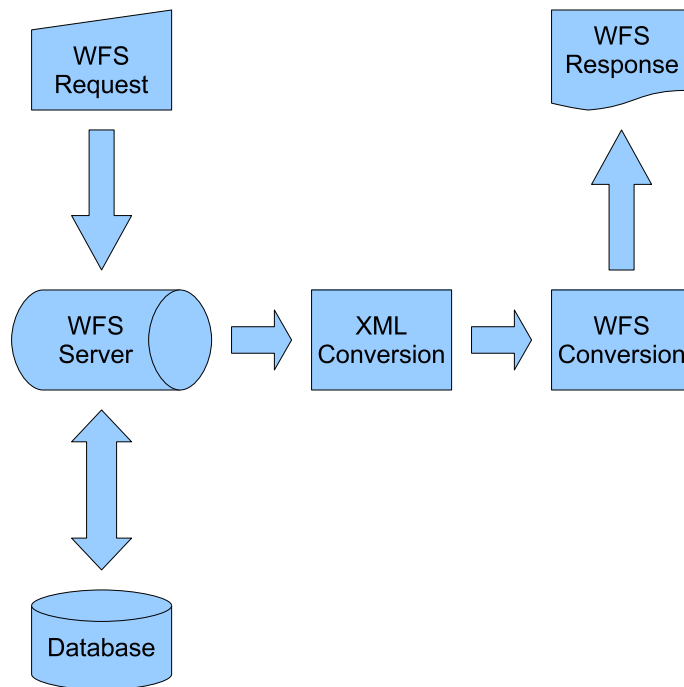 WFS
Request
WFS
Response
WFS
Server
XML
Conversion
WFS
Conversion
Database